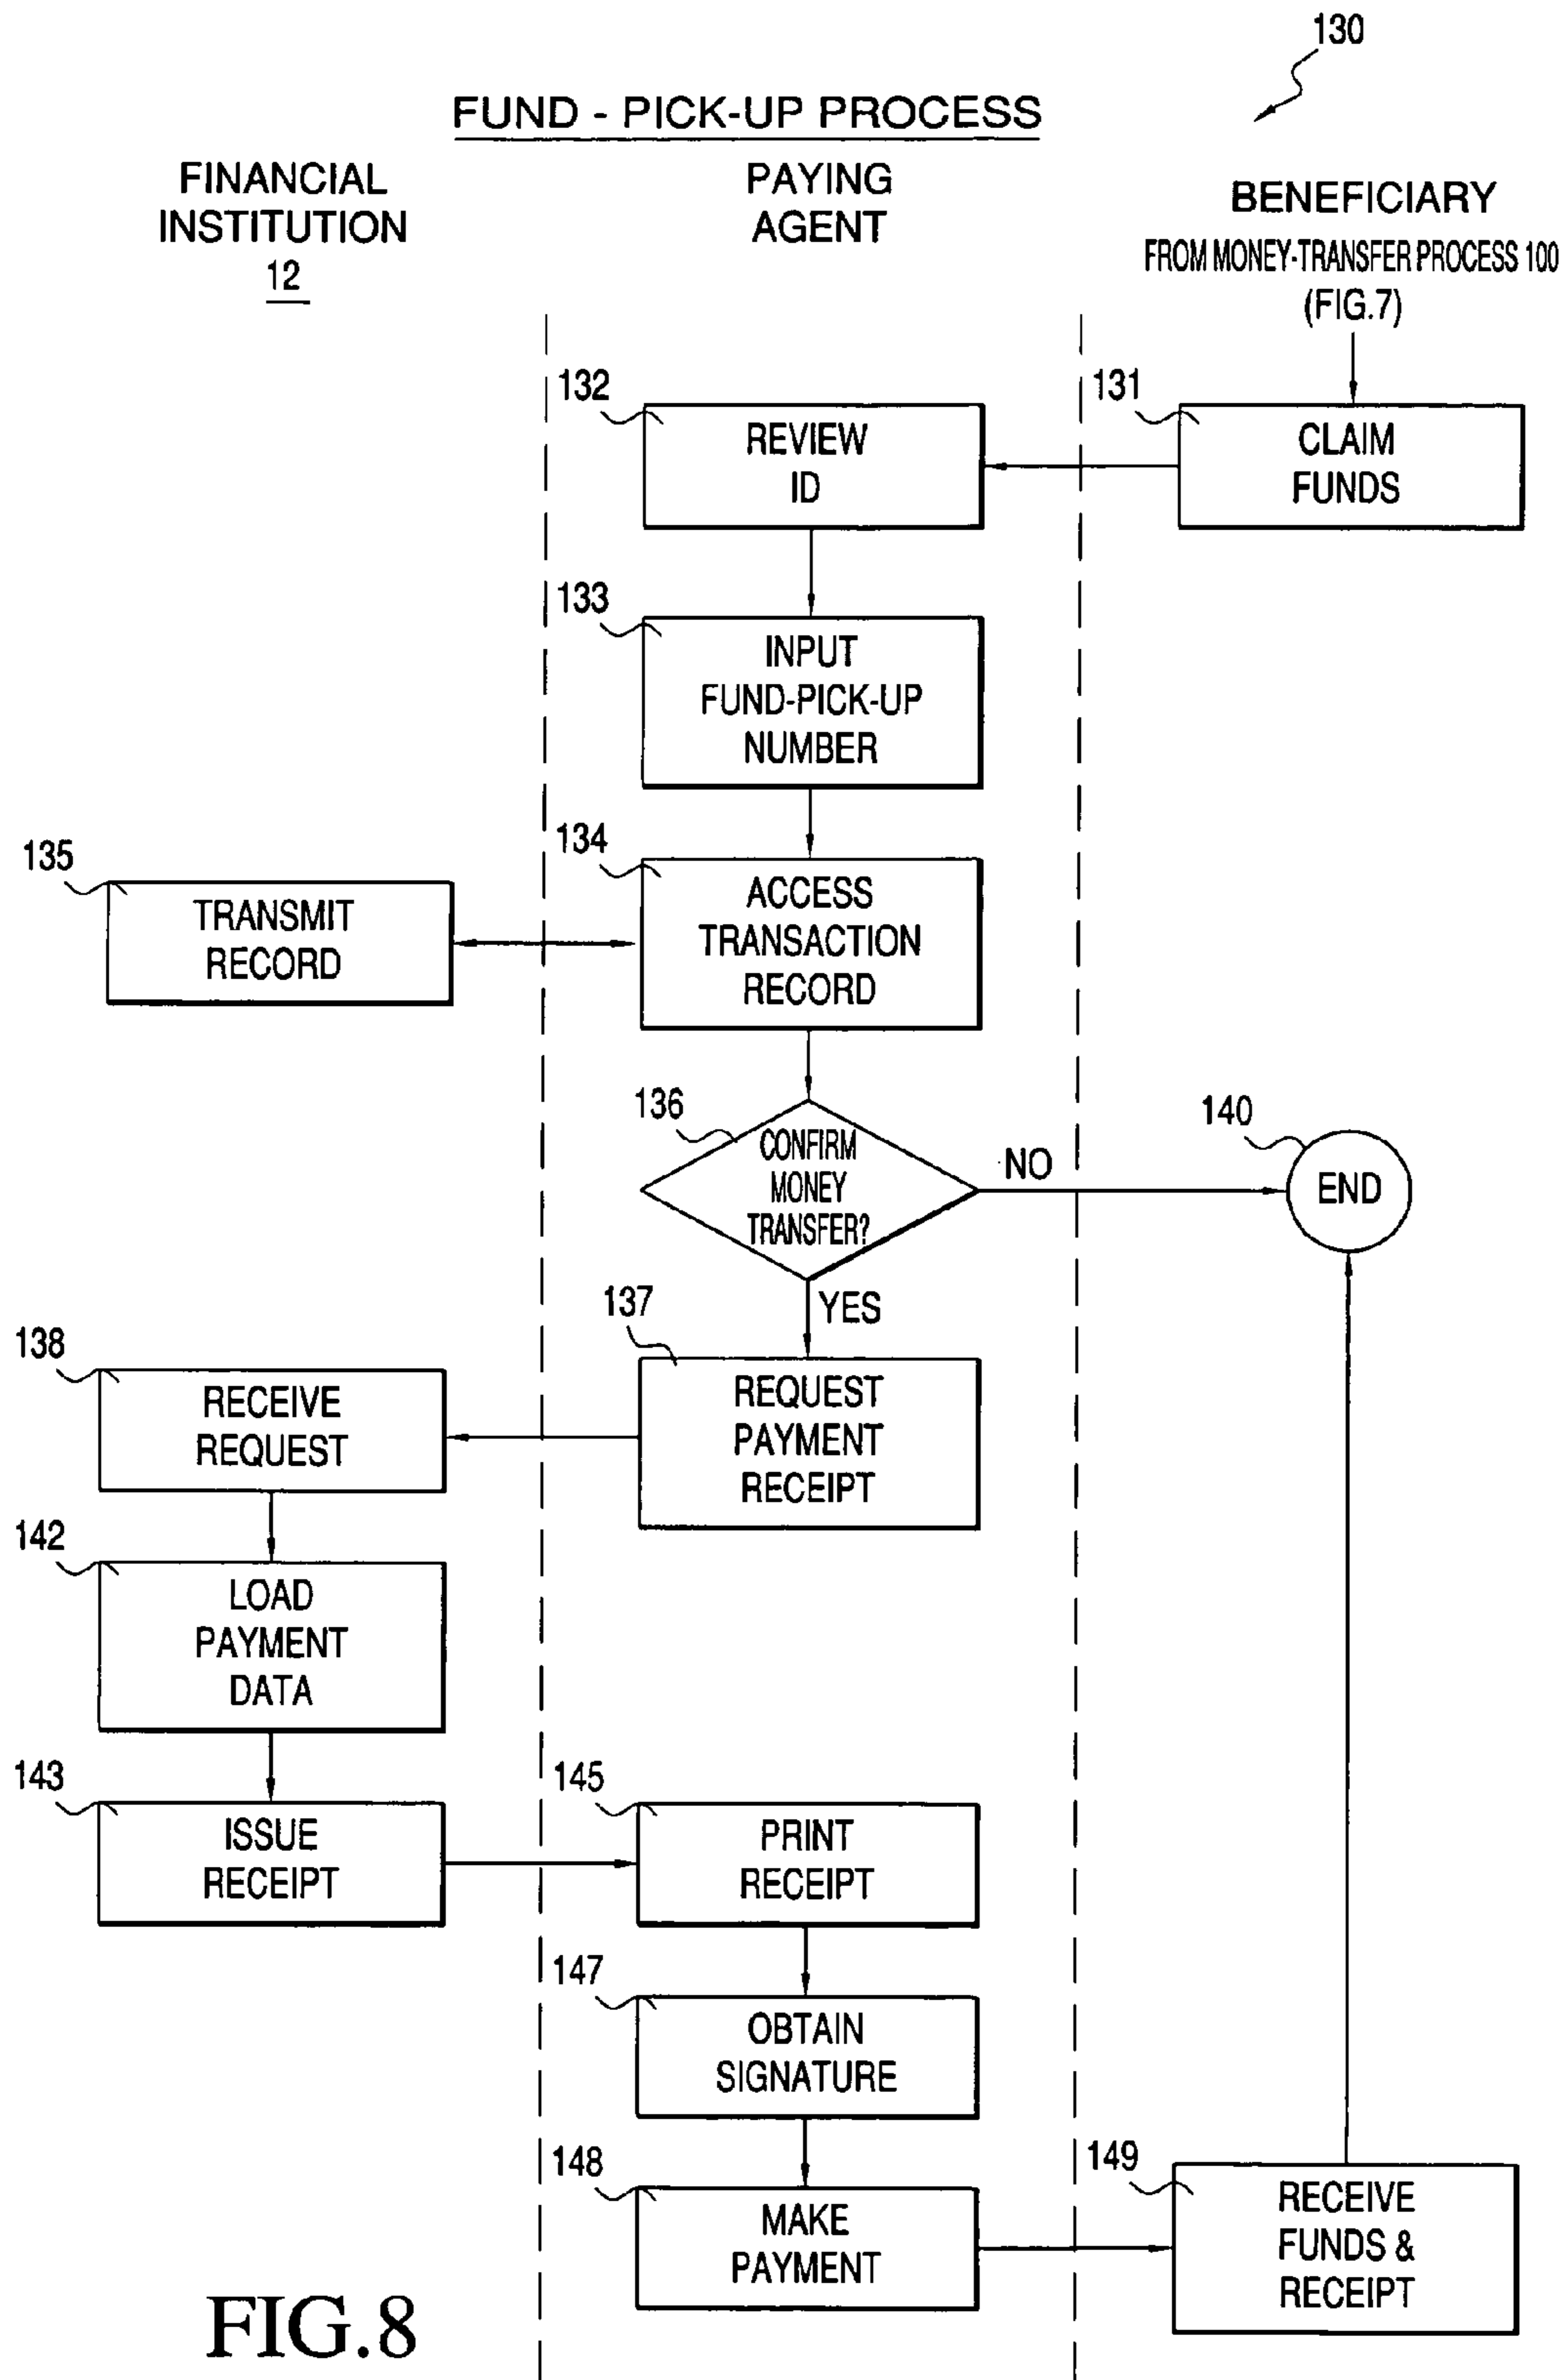 130
FUND - PICK-UP PROCESS
FINANCIAL
INSTITUTION
12
PAYING
AGENT
BENEFICIARY
FROM MONEY-TRANSFER PROCESS 100
(FIG.7)
132
REVIEW
ID
131
CLAIM
FUNDS
133
INPUT
FUND-PICK-UP
NUMBER
135
TRANSMIT
RECORD
134
ACCESS
TRANSACTION
RECORD
136
CONFIRM
MONEY
TRANSFER?
NO
140
END
YES
137
REQUEST
PAYMENT
RECEIPT
138
RECEIVE
REQUEST
142
LOAD
PAYMENT
DATA
143
ISSUE
RECEIPT
145
PRINT
RECEIPT
147
OBTAIN
SIGNATURE
148
MAKE
PAYMENT
149
RECEIVE
FUNDS &
RECEIPT
FIG.8